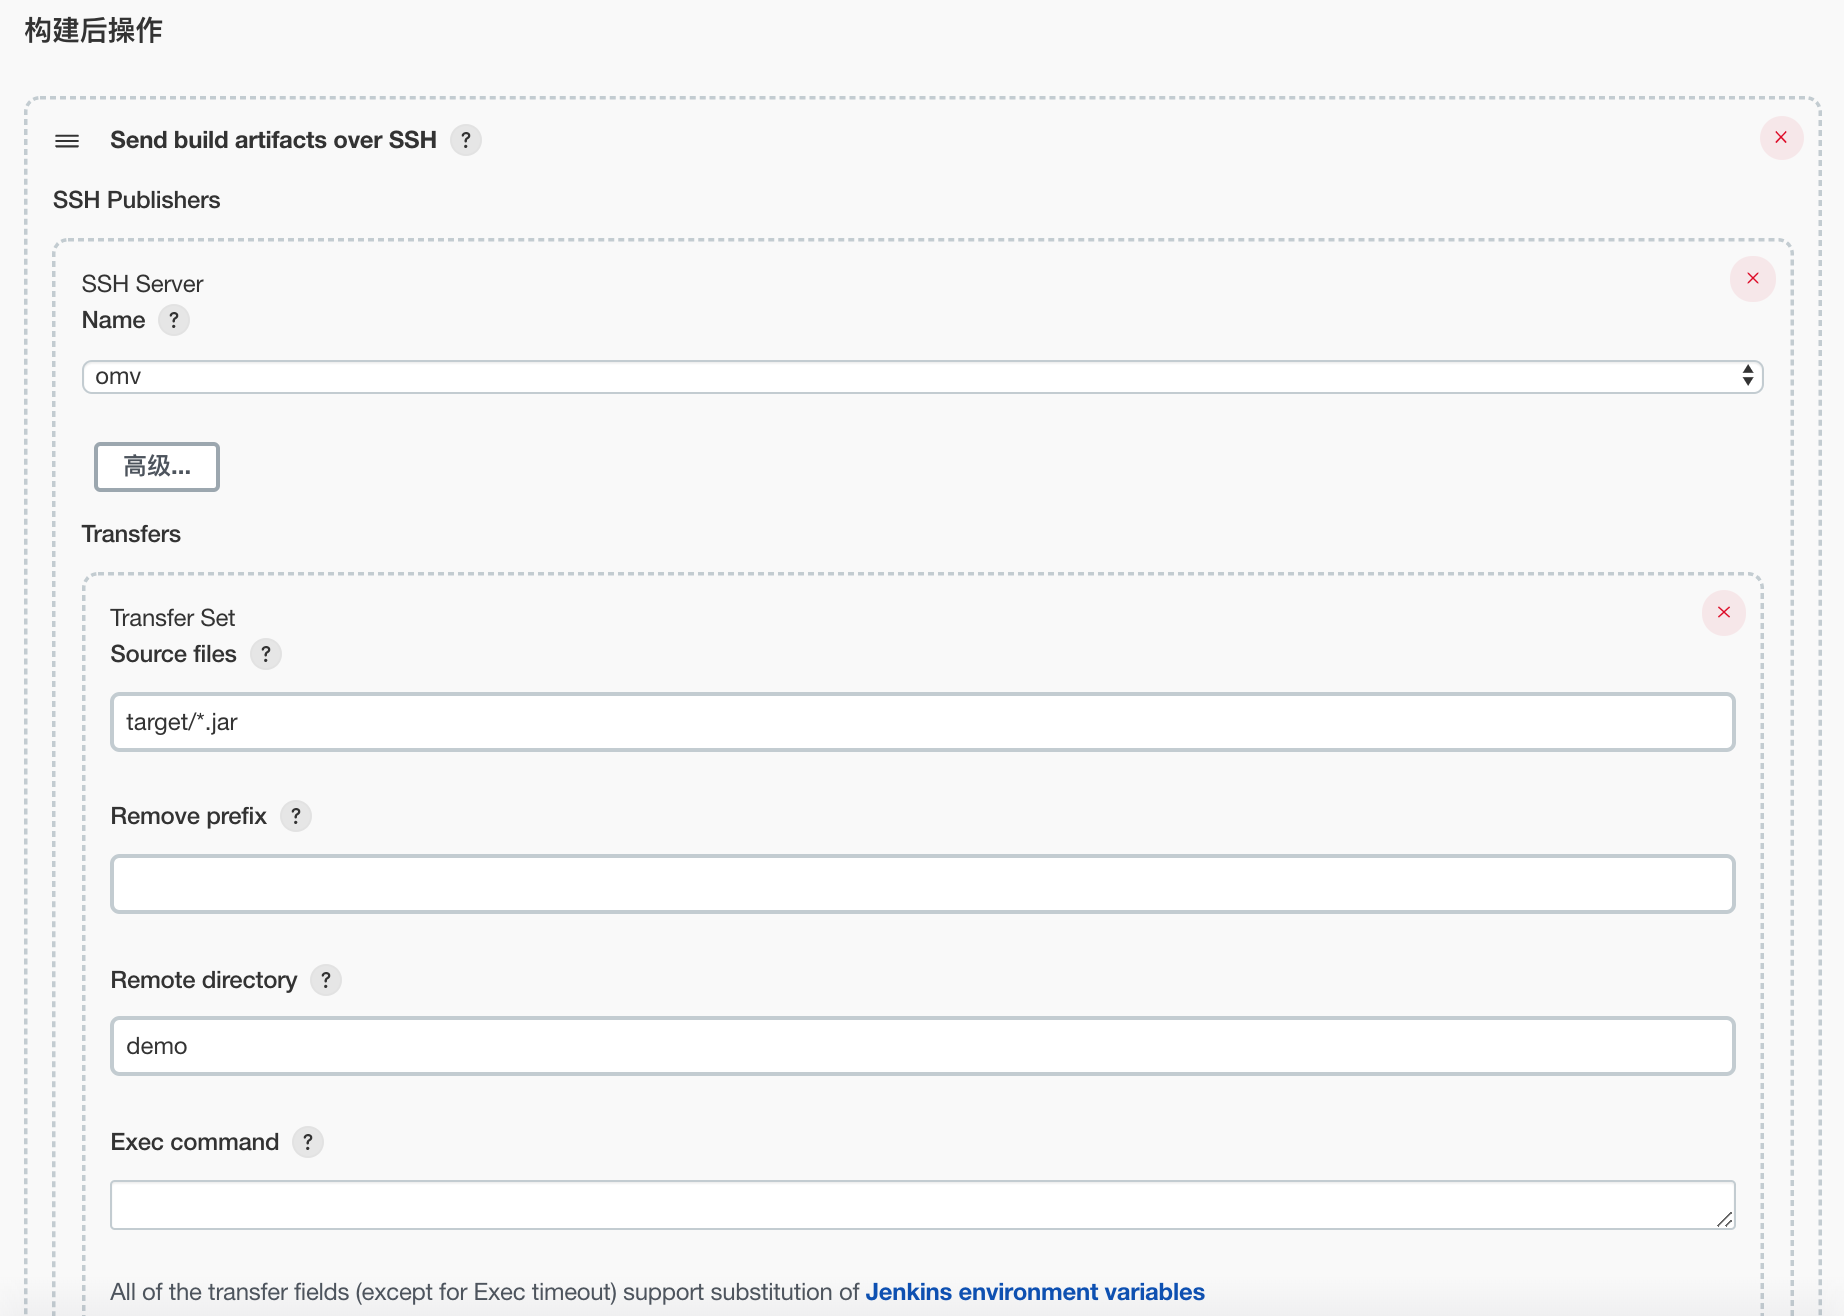 构建后操作
Send build artifacts over SSH ?
SSH Publishers
SSH Server
Name ?
omv
高级...
Transfers
Transfer Set
Source files ?
target/*.jar
Remove prefix ?
Remote directory ?
demo
Exec command ?
All of the transfer fields (except for Exec timeout) support substitution of Jenkins environment variables